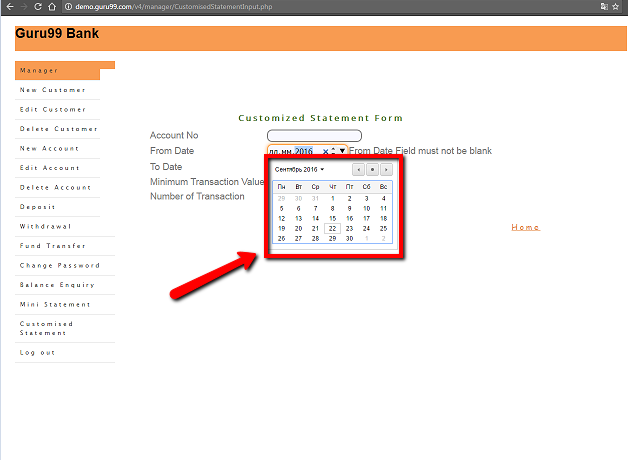 demo.guru99.com/v4/manager/CustomisedStatementInput.php
Guru99 Bank
Manager
New Customer
Edit Customer
Delete Customer
New Account
Edit Account
Delete Account
Deposit
Withdrawal
Fund Transfer
Change Password
Balance Enquiry
Mini Statement
Customised
Statement
Log out
Customized Statement Form
Account No
From Date дд.мм.2016 From Date Field must not be blank
To Date
Minimum Transaction Value
Number of Transaction
Сентябрь 2016
Пн Вт Ср Чт Пт Сб Вс
29 30 31 1 2 3 4
5 6 7 8 9 10 11
12 13 14 15 16 17 18
19 20 21 22 23 24 25
26 27 28 29 30 1 2
Home